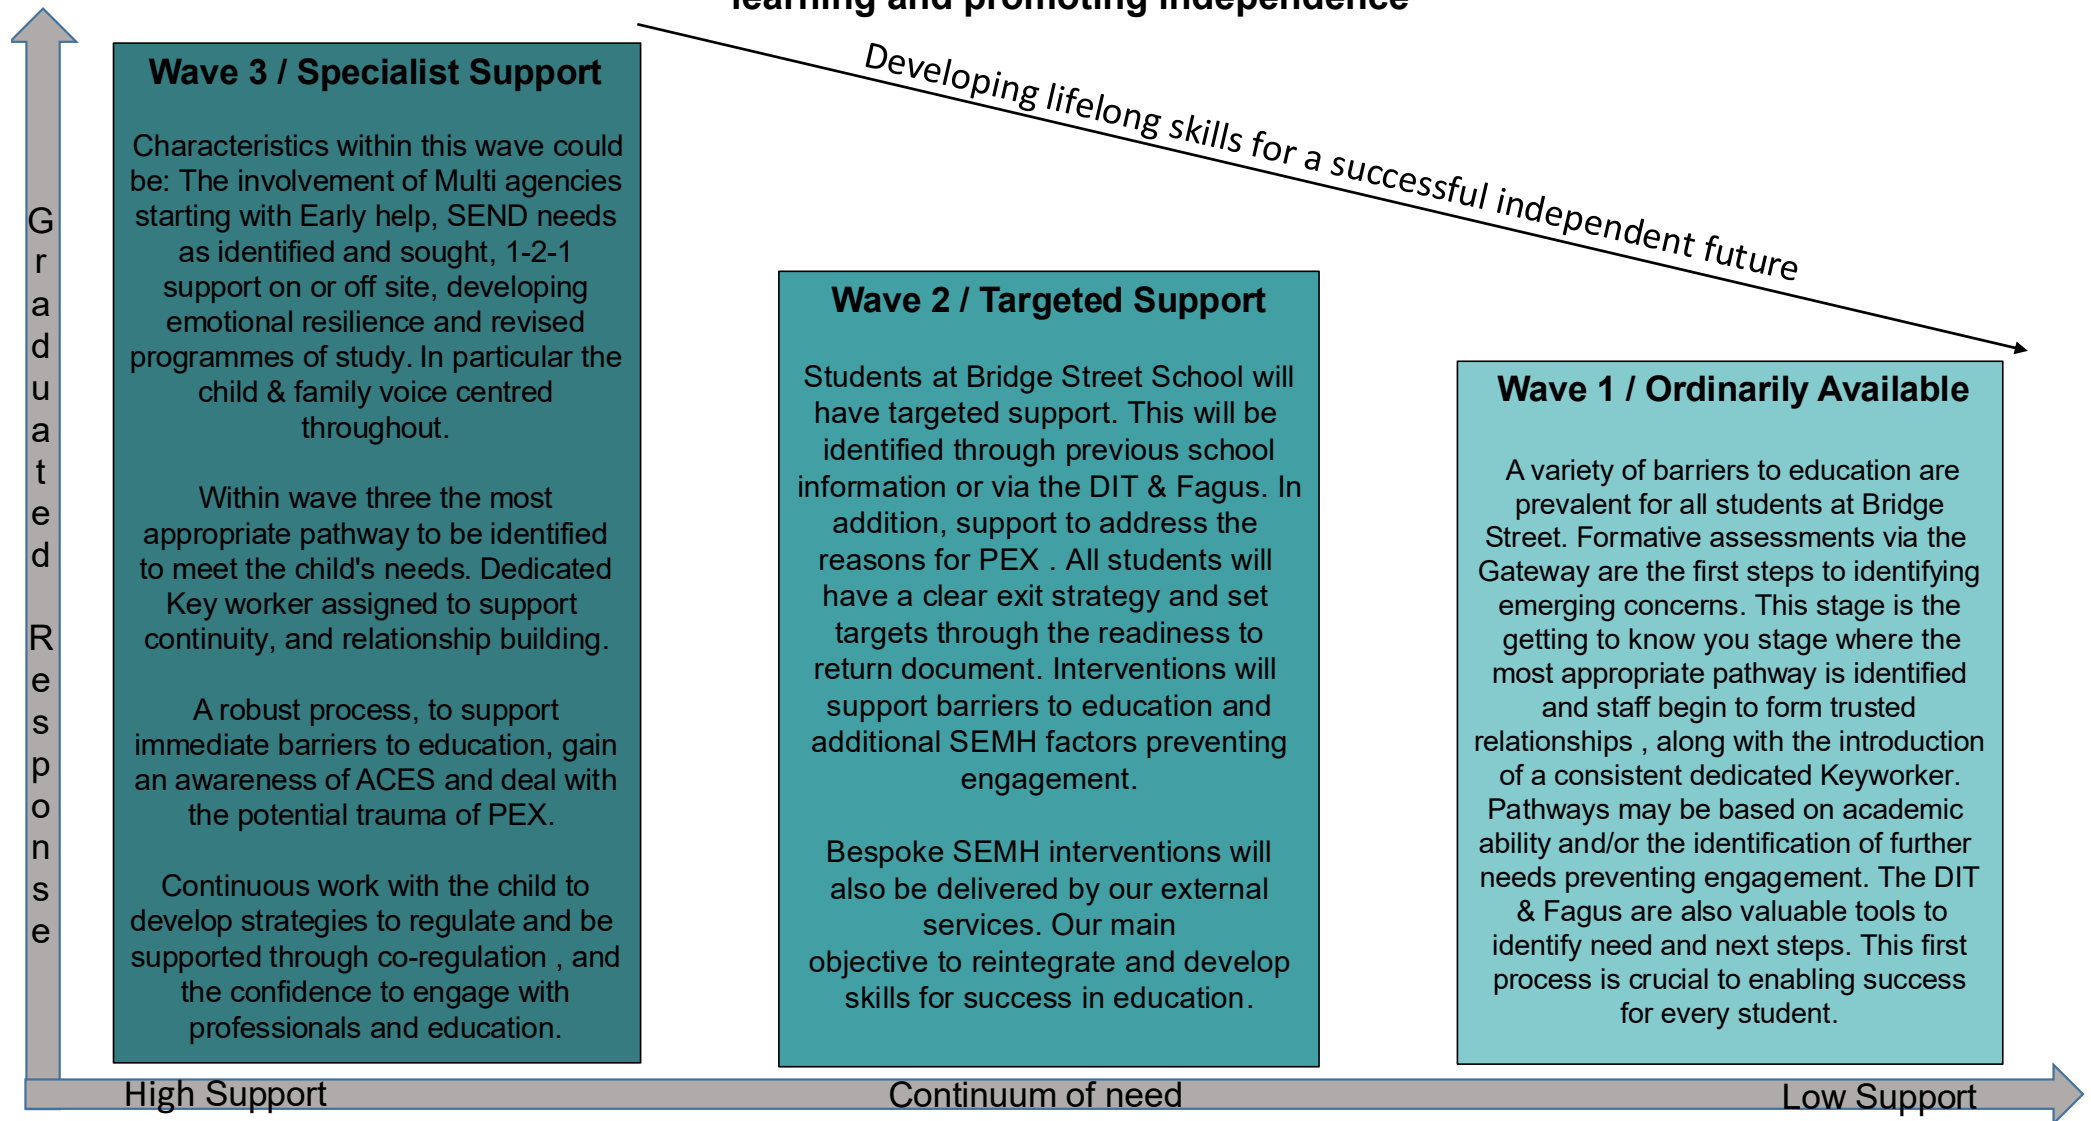 learning and promoting independence
Developing lifelong skills for a successful independent future
Graduated Response
Wave 3 / Specialist Support
Characteristics within this wave could
be: The involvement of Multi agencies
starting with Early help, SEND needs
as identified and sought, 1-2-1
support on or off site, developing
emotional resilience and revised
programmes of study. In particular the
child & family voice centred
throughout.
Within wave three the most
appropriate pathway to be identified
to meet the child's needs. Dedicated
Key worker assigned to support
continuity, and relationship building.
A robust process, to support
immediate barriers to education, gain
an awareness of ACES and deal with
the potential trauma of PEX.
Continuous work with the child to
develop strategies to regulate and be
supported through co-regulation , and
the confidence to engage with
professionals and education.
Wave 2 / Targeted Support
Students at Bridge Street School will
have targeted support. This will be
identified through previous school
information or via the DIT & Fagus. In
addition, support to address the
reasons for PEX . All students will
have a clear exit strategy and set
targets through the readiness to
return document. Interventions will
support barriers to education and
additional SEMH factors preventing
engagement.
Bespoke SEMH interventions will
also be delivered by our external
services. Our main
objective to reintegrate and develop
skills for success in education.
Wave 1 / Ordinarily Available
A variety of barriers to education are
prevalent for all students at Bridge
Street. Formative assessments via the
Gateway are the first steps to identifying
emerging concerns. This stage is the
getting to know you stage where the
most appropriate pathway is identified
and staff begin to form trusted
relationships , along with the introduction
of a consistent dedicated Keyworker.
Pathways may be based on academic
ability and/or the identification of further
needs preventing engagement. The DIT
& Fagus are also valuable tools to
identify need and next steps. This first
process is crucial to enabling success
for every student.
High Support
Continuum of need
Low Support